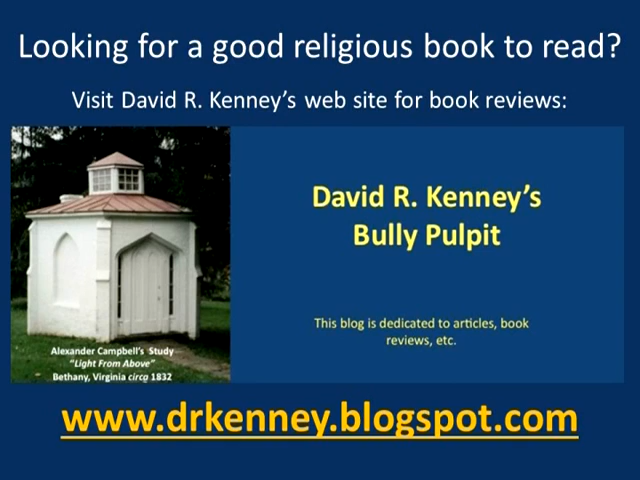 Looking for a good religious book to read?
Visit David R. Kenney’s web site for book reviews:
David R. Kenney’s
Bully Pulpit
This blog is dedicated to articles, book
reviews, etc.
Alexander Campbell’s Study
“Light From Above”
Bethany, Virginia circa 1832
www.drkenney.blogspot.com